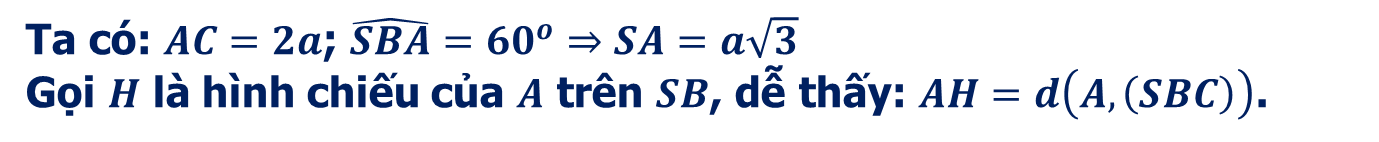 Ta có: $AC = 2a$; $\widehat{SBA} = 60^o \Rightarrow SA = a\sqrt{3}$
Gọi $H$ là hình chiếu của $A$ trên $SB$, dễ thấy: $AH = d(A,(SBC))$.